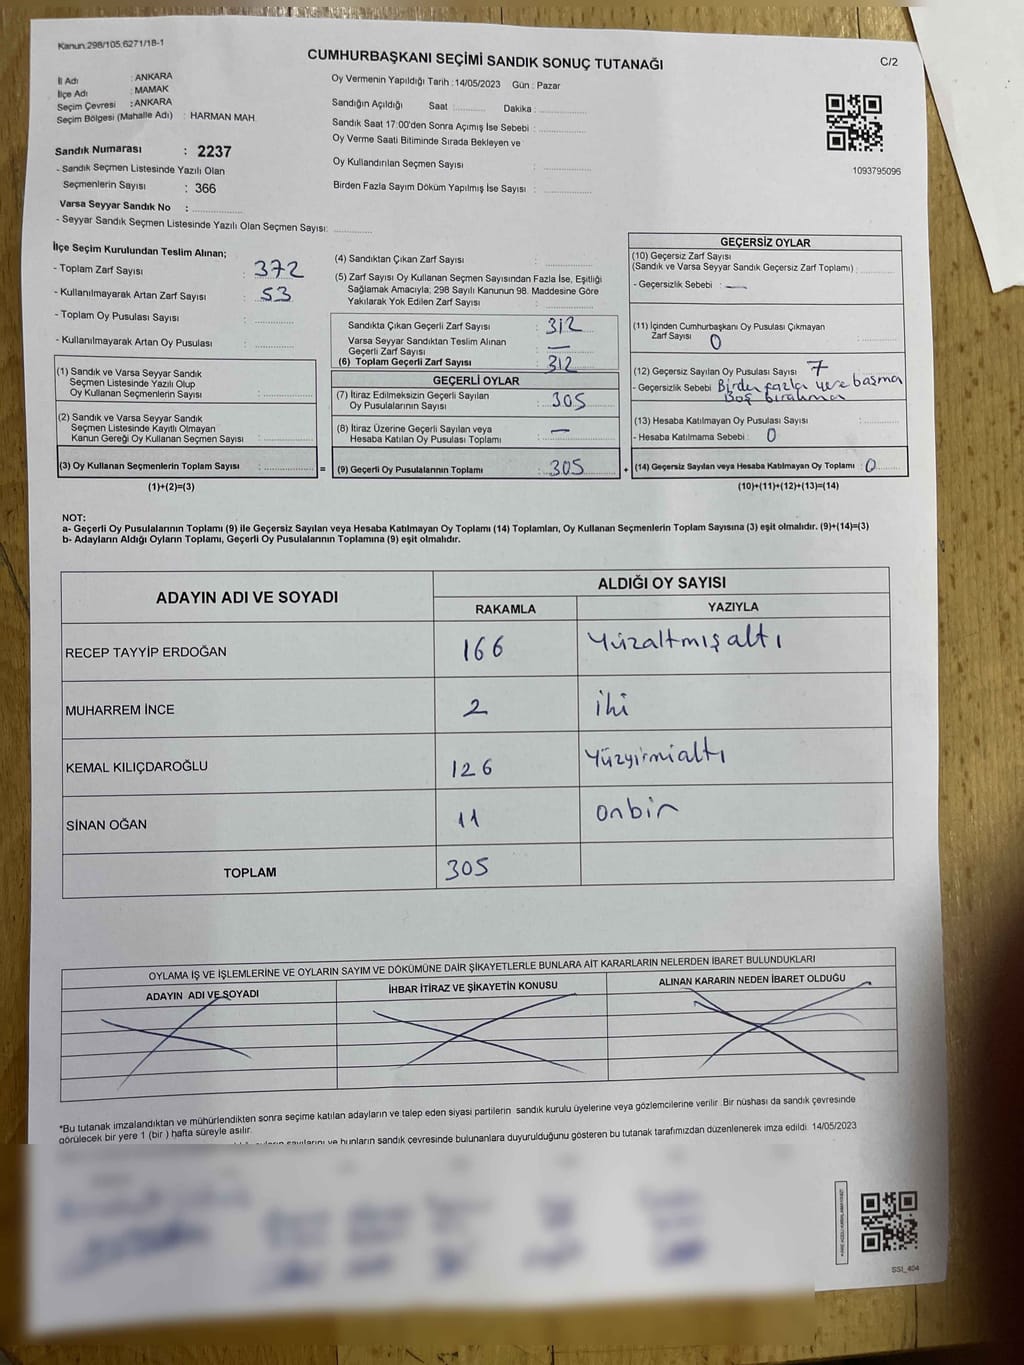 Kanun:298/105,6271/18-1
CUMHURBAŞKANI SEÇİMİ SANDIK SONUÇ TUTANAĞI
C/2
İl Adı : ANKARA
İlçe Adı : MAMAK
Seçim Çevresi : ANKARA
Seçim Bölgesi (Mahalle Adı) : HARMAN MAH.
Oy Vermenin Yapıldığı Tarih : 14/05/2023 Gün : Pazar
Sandığın Açıldığı Saat :.......... Dakika :..........
Sandık Saat 17:00'den Sonra Açımış İse Sebebi :
Oy Verme Saati Bitiminde Sırada Bekleyen ve
Oy Kullandırılan Seçmen Sayısı :
Birden Fazla Sayım Döküm Yapılmış İse Sayısı :
1093795096
Sandık Numarası : 2237
- Sandık Seçmen Listesinde Yazılı Olan
Seçmenlerin Sayısı : 366
Varsa Seyyar Sandık No :
- Seyyar Sandık Seçmen Listesinde Yazılı Olan Seçmen Sayısı:
İlçe Seçim Kurulundan Teslim Alınan;
- Toplam Zarf Sayısı : 372
- Kullanılmayarak Artan Zarf Sayısı : 53
- Toplam Oy Pusulası Sayısı :
- Kullanılmayarak Artan Oy Pusulası :
(1) Sandık ve Varsa Seyyar Sandık
Seçmen Listesinde Yazılı Olup
Oy Kullanan Seçmenlerin Sayısı :
(2) Sandık ve Varsa Seyyar Sandık
Seçmen Listesinde Kayıtlı Olmayan
Kanun Gereği Oy Kullanan Seçmen Sayısı :
(3) Oy Kullanan Seçmenlerin Toplam Sayısı :
(1)+(2)=(3)
=
(4) Sandıktan Çıkan Zarf Sayısı :
(5) Zarf Sayısı Oy Kullanan Seçmen Sayısından Fazla İse, Eşitliği
Sağlamak Amacıyla; 298 Sayılı Kanunun 98. Maddesine Göre
Yakılarak Yok Edilen Zarf Sayısı :
Sandıkta Çıkan Geçerli Zarf Sayısı : 312
Varsa Seyyar Sandıktan Teslim Alınan
Geçerli Zarf Sayısı : —
(6) Toplam Geçerli Zarf Sayısı : 312
GEÇERLİ OYLAR
(7) İtiraz Edilmeksizin Geçerli Sayılan
Oy Pusulalarının Sayısı : 305
(8) İtiraz Üzerine Geçerli Sayılan veya
Hesaba Katılan Oy Pusulası Toplamı : —
(9) Geçerli Oy Pusulalarının Toplamı : 305
+
GEÇERSİZ OYLAR
(10) Geçersiz Zarf Sayısı
(Sandık ve Varsa Seyyar Sandık Geçersiz Zarf Toplamı) :
- Geçersizlik Sebebi : —
(11) İçinden Cumhurbaşkanı Oy Pusulası Çıkmayan
Zarf Sayısı 0
(12) Geçersiz Sayılan Oy Pusulası Sayısı : 7
- Geçersizlik Sebebi : Birden fazla yere basma
Boş bırakma
(13) Hesaba Katılmayan Oy Pusulası Sayısı :
- Hesaba Katılmama Sebebi : 0
(14) Geçersiz Sayılan veya Hesaba Katılmayan Oy Toplamı : 0
(10)+(11)+(12)+(13)=(14)
NOT:
a- Geçerli Oy Pusulalarının Toplamı (9) ile Geçersiz Sayılan veya Hesaba Katılmayan Oy Toplamı (14) Toplamları, Oy Kullanan Seçmenlerin Toplam Sayısına (3) eşit olmalıdır. (9)+(14)=(3)
b- Adayların Aldığı Oyların Toplamı, Geçerli Oy Pusulalarının Toplamına (9) eşit olmalıdır.
ADAYIN ADI VE SOYADI
ALDIĞI OY SAYISI
RAKAMLA YAZIYLA
RECEP TAYYİP ERDOĞAN 166 Yüzaltmışaltı
MUHARREM İNCE 2 iki
KEMAL KILIÇDAROĞLU 126 Yüzyirmialtı
SİNAN OĞAN 11 onbir
TOPLAM 305
OYLAMA İŞ VE İŞLEMLERİNE VE OYLARIN SAYIM VE DÖKÜMÜNE DAİR ŞİKAYETLERLE BUNLARA AİT KARARLARIN NELERDEN İBARET BULUNDUKLARI
ADAYIN ADI VE SOYADI İHBAR İTİRAZ VE ŞİKAYETİN KONUSU ALINAN KARARIN NEDEN İBARET OLDUĞU
*Bu tutanak imzalandıktan ve mühürlendikten sonra seçime katılan adayların ve talep eden siyasi partilerin sandık kurulu üyelerine veya gözlemcilerine verilir. Bir nüshası da sandık çevresinde
görülecek bir yere 1 (bir ) hafta süreyle asılır.
ve bunların sandık çevresinde bulunanlara duyurulduğunu gösteren bu tutanak tarafımızdan düzenlenerek imza edildi. 14/05/2023
SSI_404